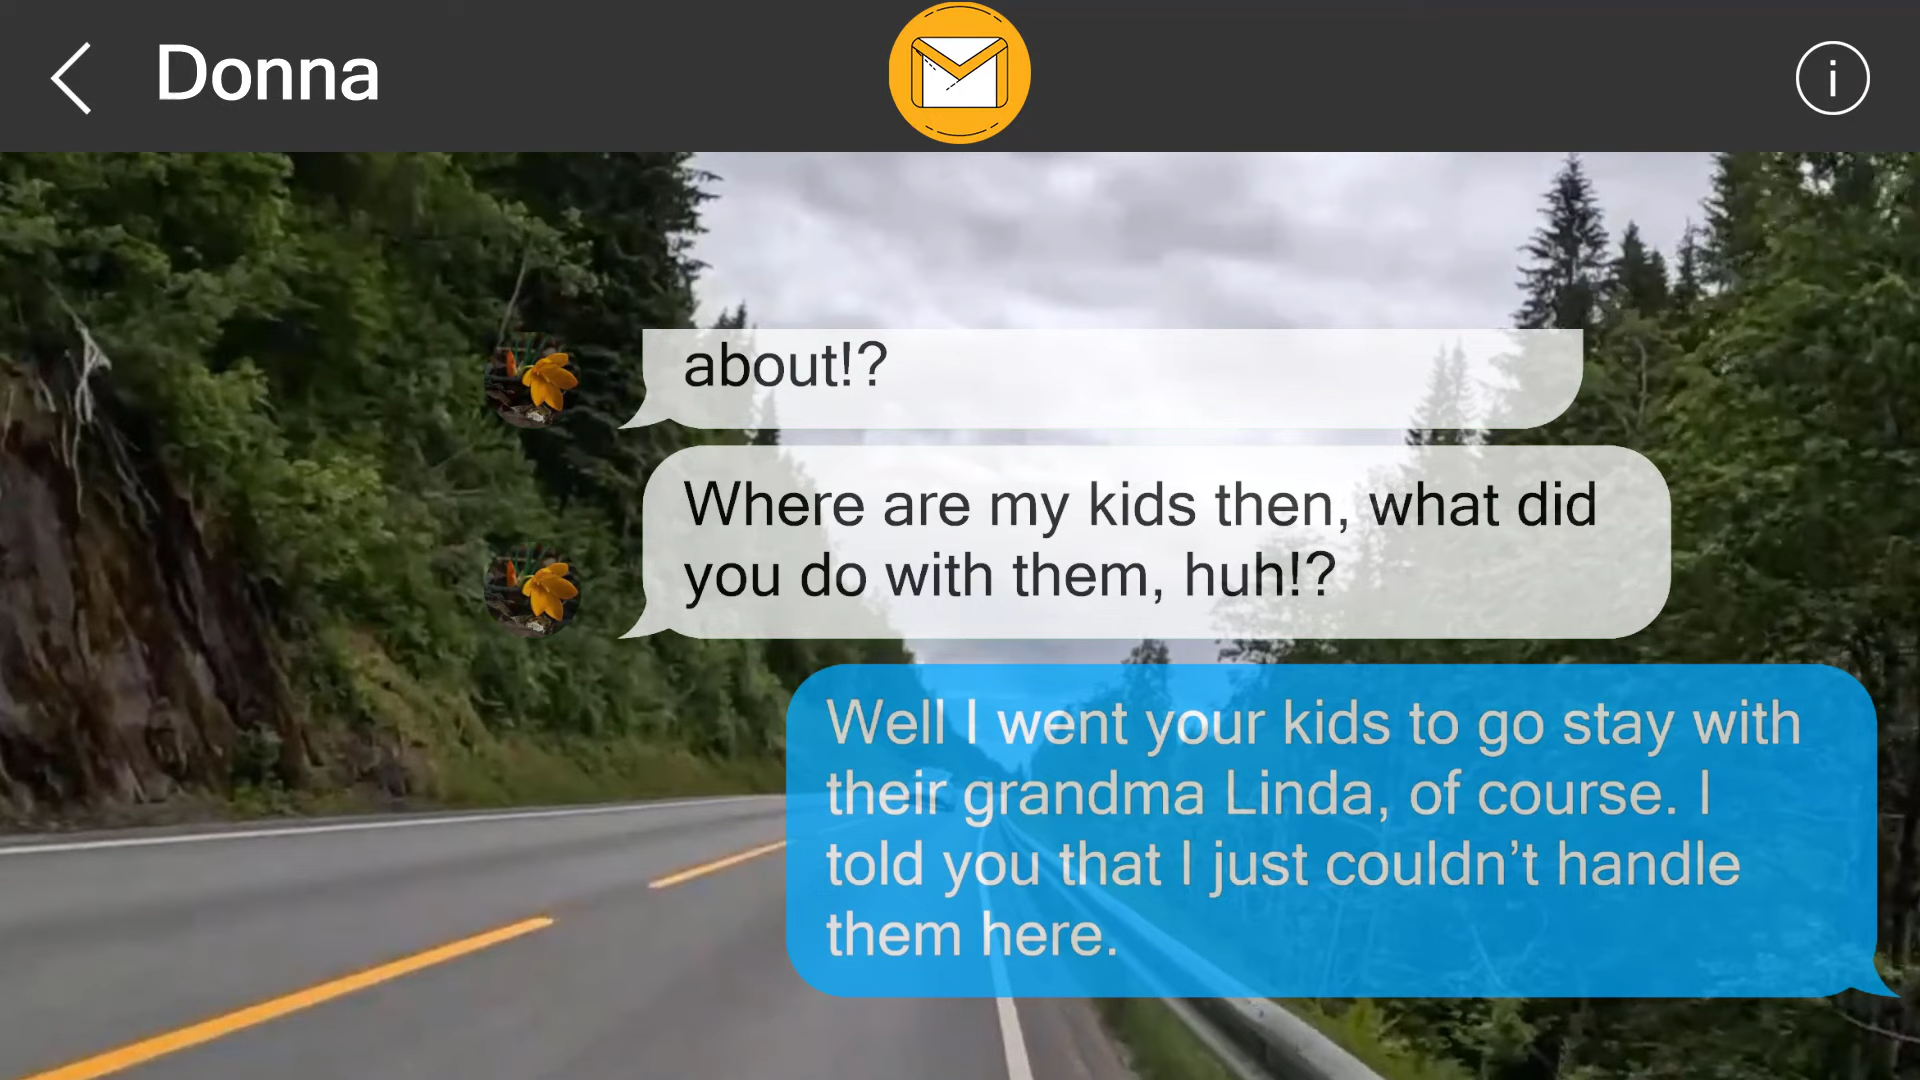 Donna
i
about!?
Where are my kids then, what did
you do with them, huh!?
Well I went your kids to go stay with
their grandma Linda, of course. I
told you that I just couldn’t handle
them here.